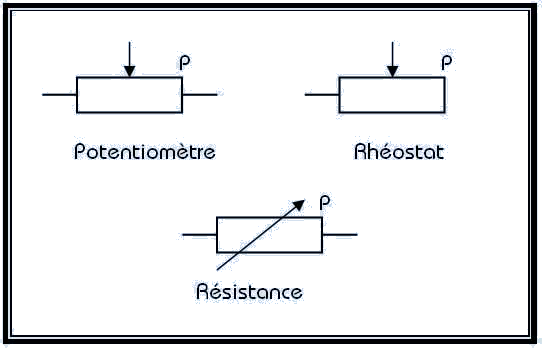 P
P
Potentiomètre
Rhéostat
P
Résistance